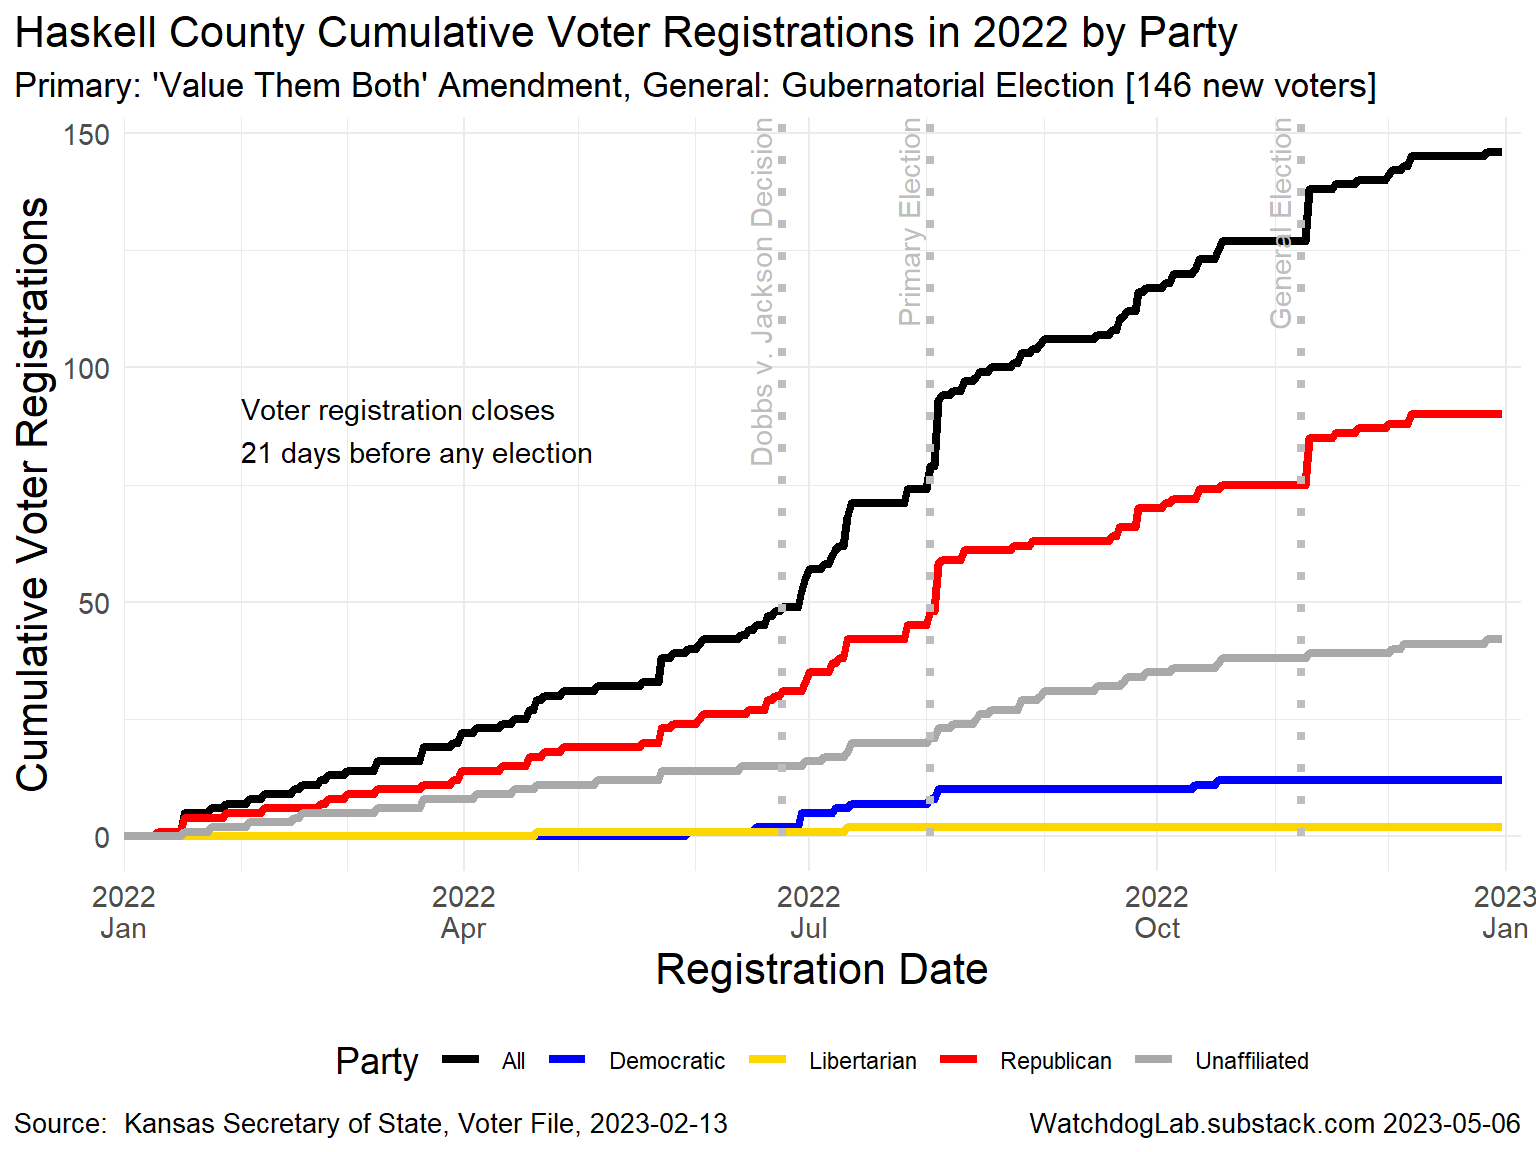 Haskell County Cumulative Voter Registrations in 2022 by Party
Primary: 'Value Them Both' Amendment, General: Gubernatorial Election [146 new voters]
Cumulative Voter Registrations
150
100
50
0
Dobbs v. Jackson Decision
Primary Election
General Election
Voter registration closes
21 days before any election
2022
Jan
2022
Apr
2022
Jul
2022
Oct
2023
Jan
Registration Date
Party
All
Democratic
Libertarian
Republican
Unaffiliated
Source:  Kansas Secretary of State, Voter File, 2023-02-13
WatchdogLab.substack.com 2023-05-06